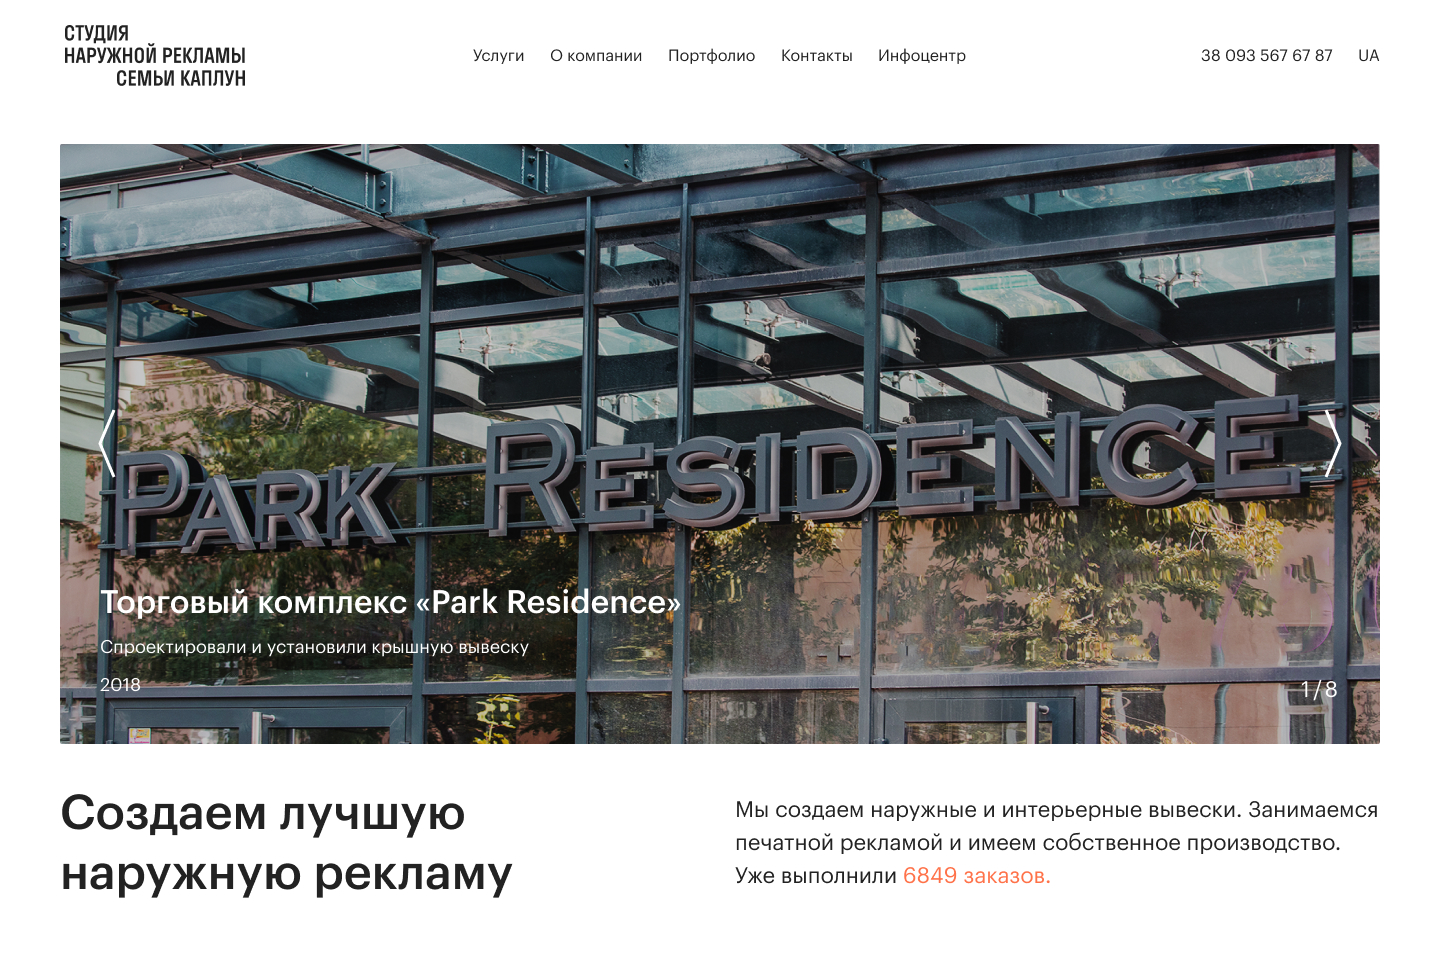 СТУДИЯ
НАРУЖНОЙ РЕКЛАМЫ
СЕМЬИ КАПЛУН
Услуги О компании Портфолио Контакты Инфоцентр
38 093 567 67 87 UA
PARK RESIDENCE
Торговый комплекс «Park Residence»
Спроектировали и установили крышную вывеску
2018
1/8
Создаем лучшую
наружную рекламу
Мы создаем наружные и интерьерные вывески. Занимаемся
печатной рекламой и имеем собственное производство.
Уже выполнили 6849 заказов.